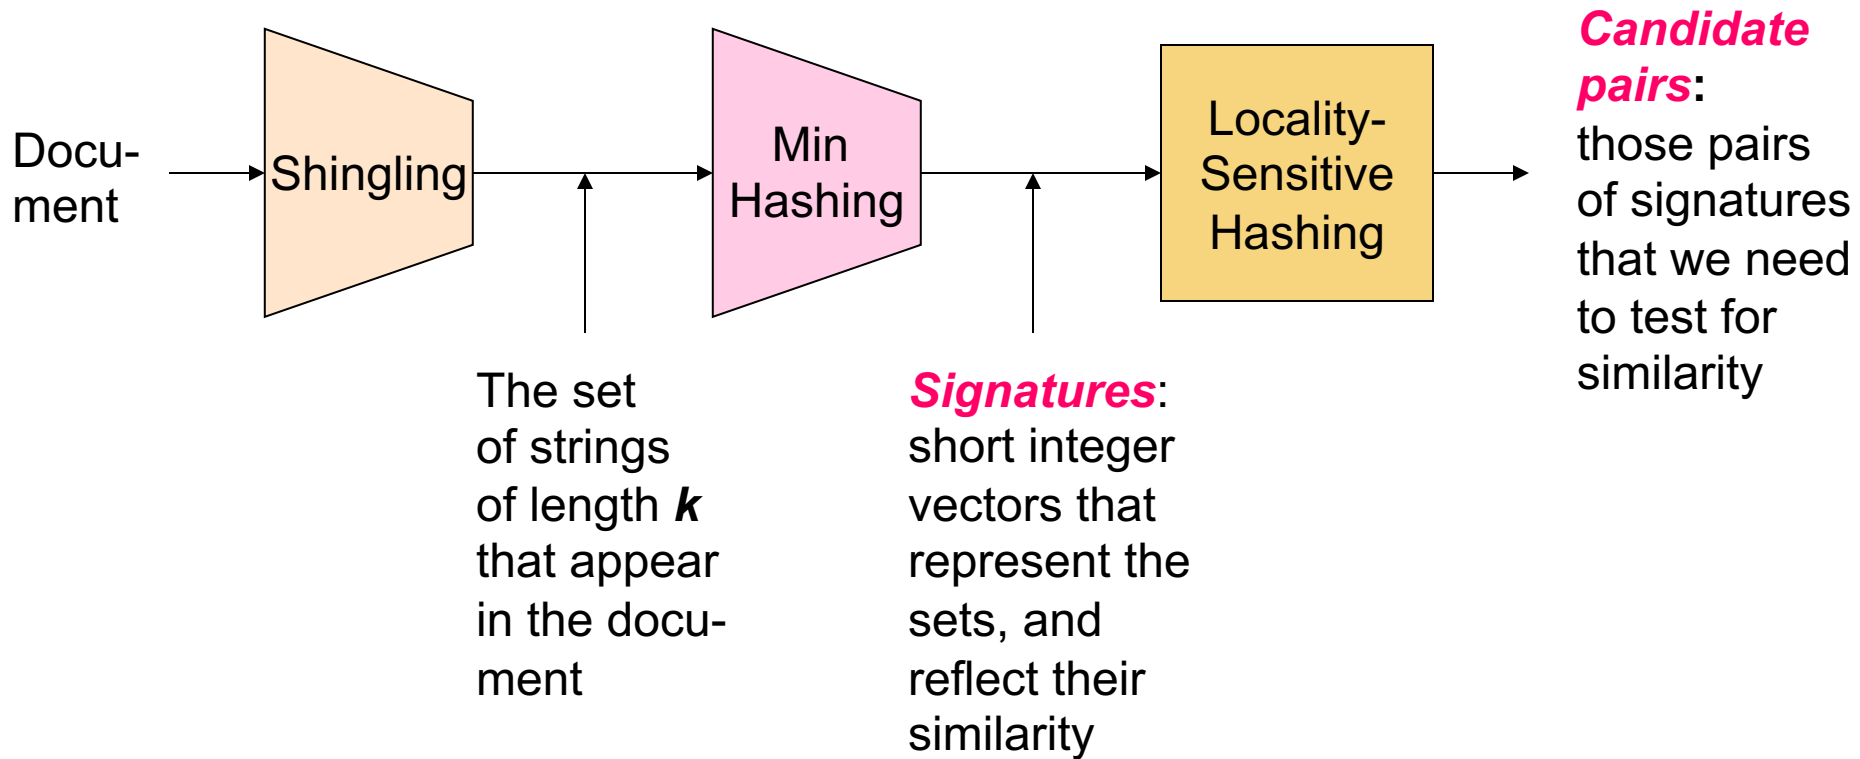 Docu-
ment
Shingling
The set
of strings
of length k
that appear
in the docu-
ment
Min
Hashing
Signatures:
short integer
vectors that
represent the
sets, and
reflect their
similarity
Locality-
Sensitive
Hashing
Candidate
pairs:
those pairs
of signatures
that we need
to test for
similarity